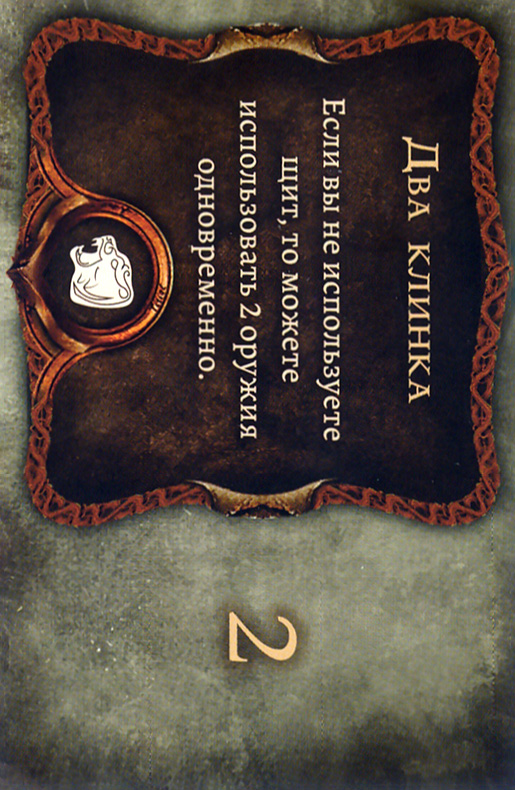 Два клинка
Если вы не используете
щит, то можете
использовать 2 оружия
одновременно.
2